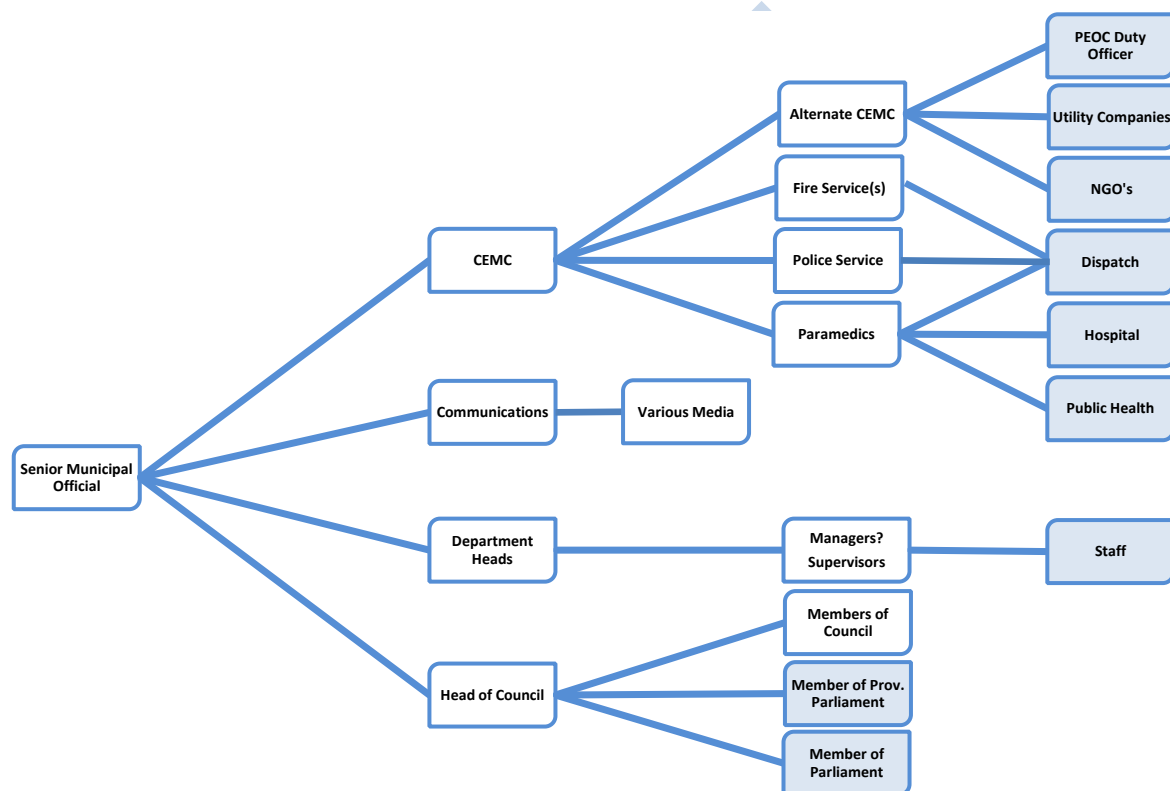 PEOC Duty
Officer
Alternate CEMC
Utility Companies
Fire Service(s)
NGO's
CEMC
Police Service
Dispatch
Paramedics
Hospital
Communications
Various Media
Public Health
Senior Municipal
Official
Department
Heads
Managers?
Supervisors
Staff
Members of
Council
Head of Council
Member of Prov.
Parliament
Member of
Parliament